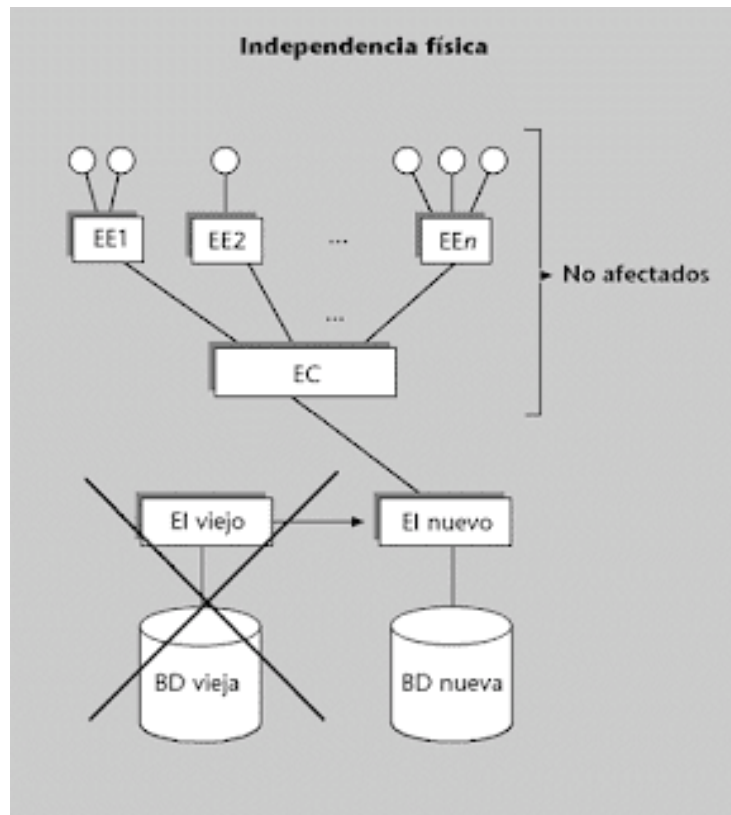 Independencia física
EE1
EE2
...
EEn
No afectados
...
EC
EI viejo
EI nuevo
BD vieja
BD nueva